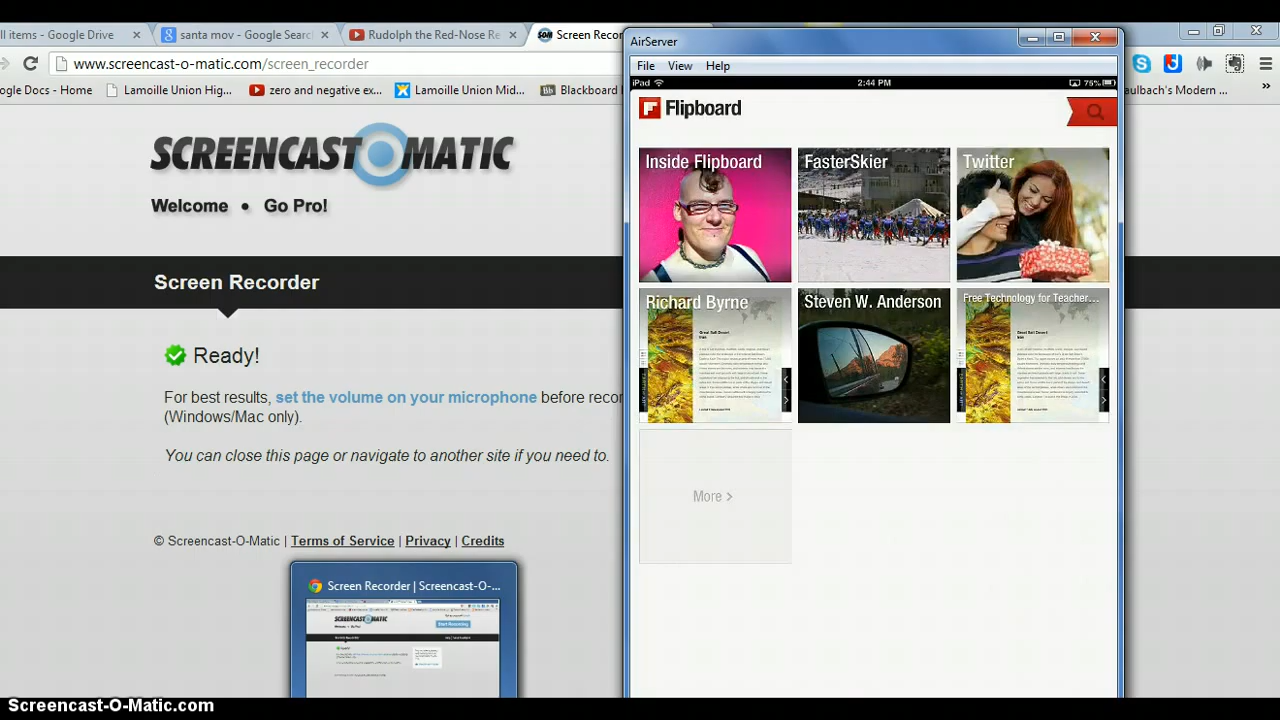 ll items - Google Drive
santa mov - Google Searc
Rudolph the Red-Nose Re
Screen Reco
www.screencast-o-matic.com/screen_recorder
ogle Docs - Home
Lamoille Union Hig...
zero and negative e...
Lamoille Union Mid...
Blackboard
aulbach's Modern ...
»
SCREENCAST O MATIC
Welcome • Go Pro!
Screen Recorder
Ready!
For best results, set the volume on your microphone before
(Windows/Mac only).
You can close this page or navigate to another site if you need to.
© Screencast-O-Matic | Terms of Service | Privacy | Credits
Screen Recorder | Screencast-O-...
SCREENCAST O MATIC
AirServer
File View Help
iPad 2:44 PM 75%
Flipboard
Inside Flipboard
FasterSkier
Twitter
Richard Byrne
Steven W. Anderson
Free Technology for Teacher...
More >
Screencast-O-Matic.com